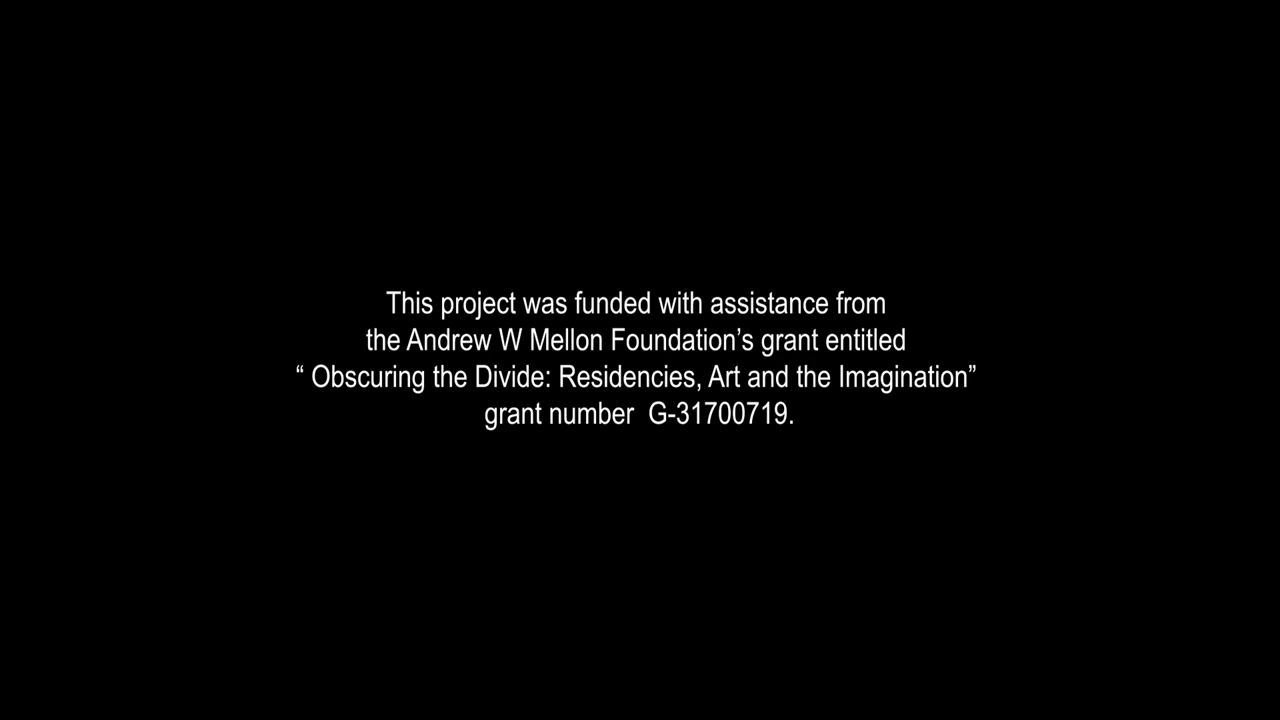 This project was funded with assistance from
the Andrew W Mellon Foundation’s grant entitled
“ Obscuring the Divide: Residencies, Art and the Imagination”
grant number  G-31700719.